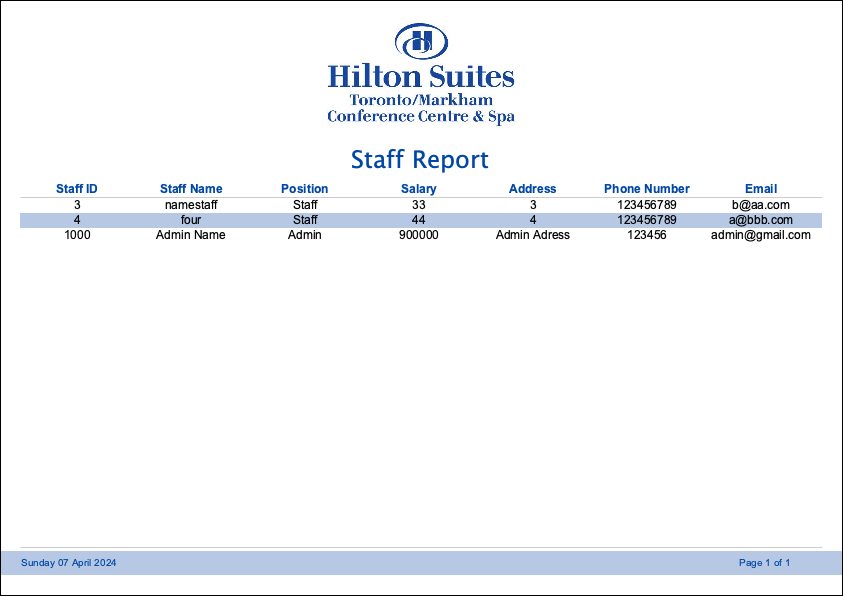 H
Hilton Suites
Toronto/Markham
Conference Centre & Spa
Staff Report
Staff ID Staff Name Position Salary Address Phone Number Email
3 namestaff Staff 33 3 123456789 b@aa.com
4 four Staff 44 4 123456789 a@bbb.com
1000 Admin Name Admin 900000 Admin Adress 123456 admin@gmail.com
Sunday 07 April 2024 Page 1 of 1